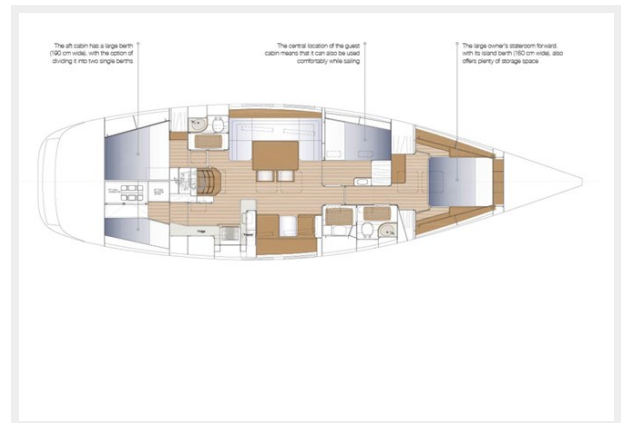 The aft cabin has a large berth
(190 cm wide), with the option of
dividing it into two single berths
The central location of the guest
cabin means that it can also be used
comfortably while sailing
The large owner's stateroom forward,
with its island berth (160 cm wide), also
offers plenty of storage space
Fridge